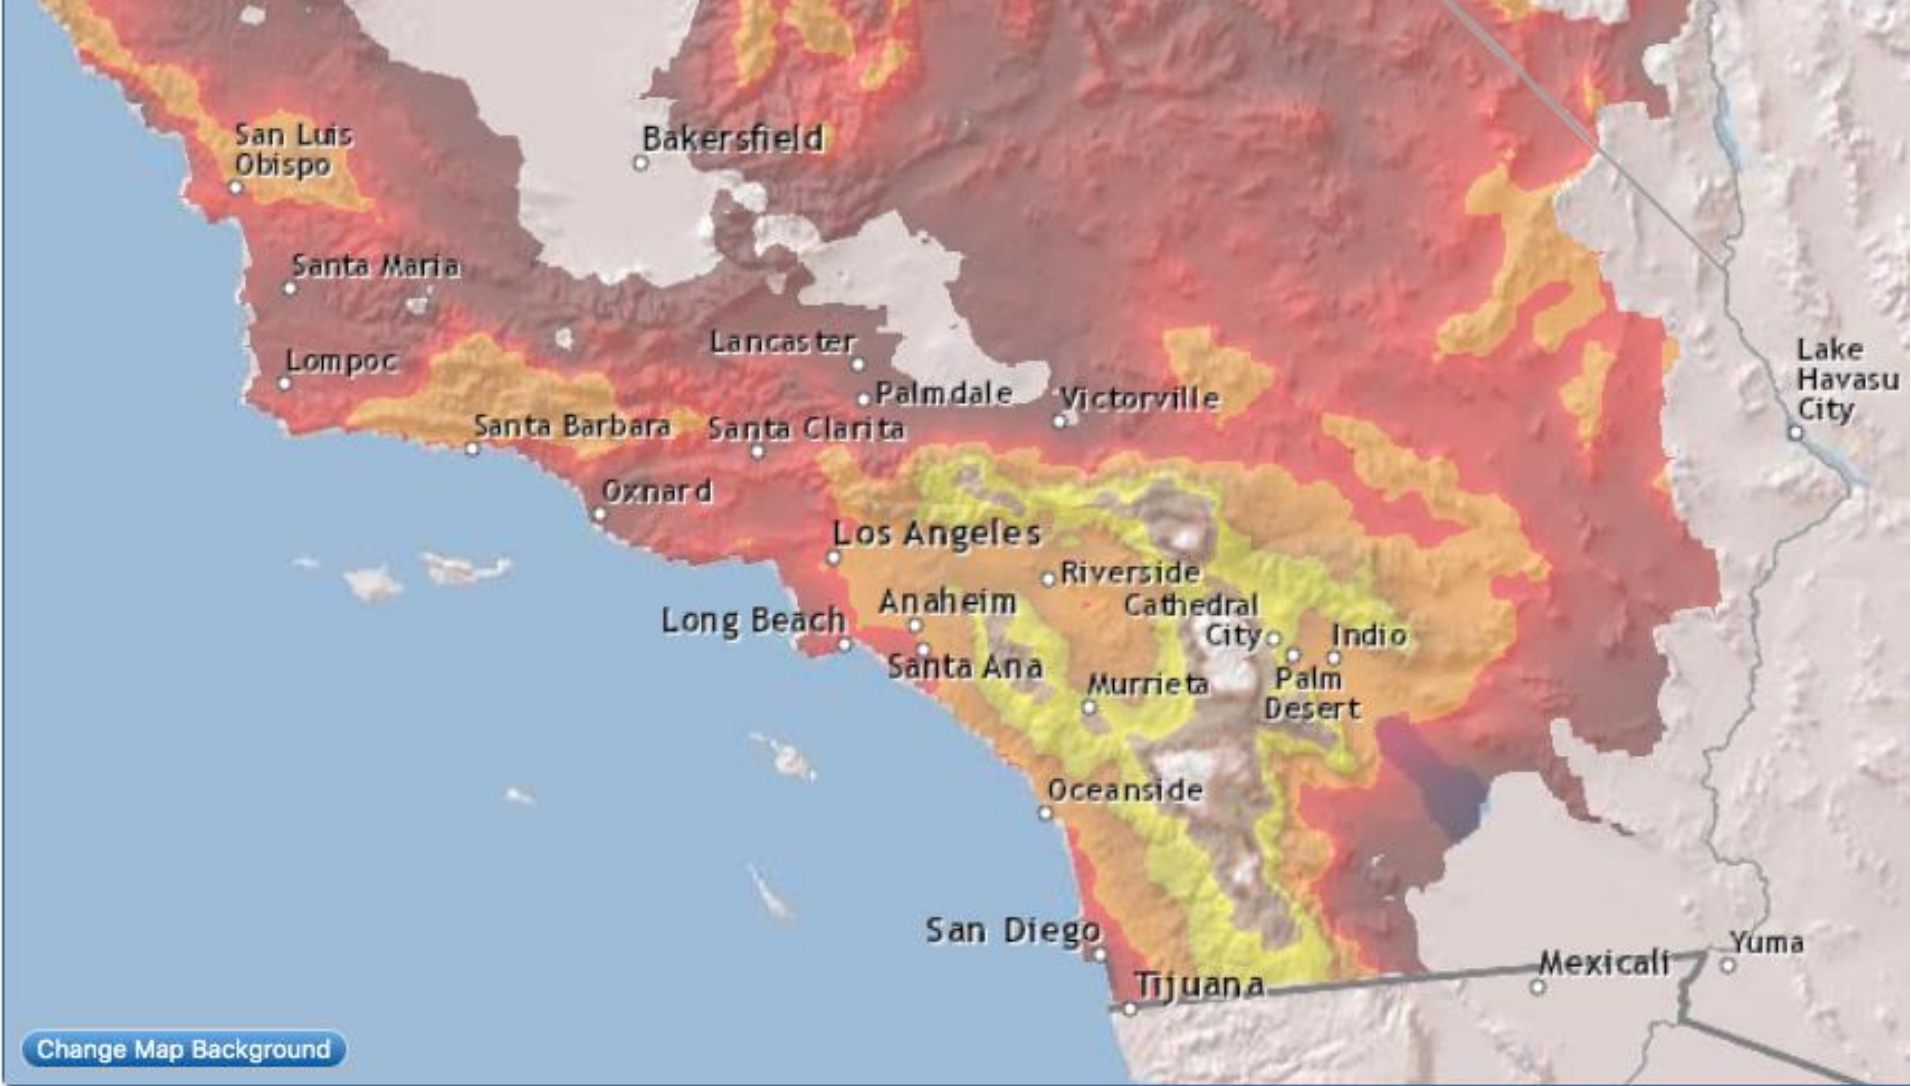 San Luis
Obispo
Bakersfield
Santa Maria
Lancaster
Lake
Havasu
City
Lompoc
Palmdale
Victorville
Santa Barbara
Santa Clarita
Oxnard
Los Angeles
Riverside
Anaheim
Cathedral
City
Long Beach
Indio
Santa Ana
Murrieta
Palm
Desert
Oceanside
San Diego
Yuma
Mexicali
Tijuana
Change Map Background